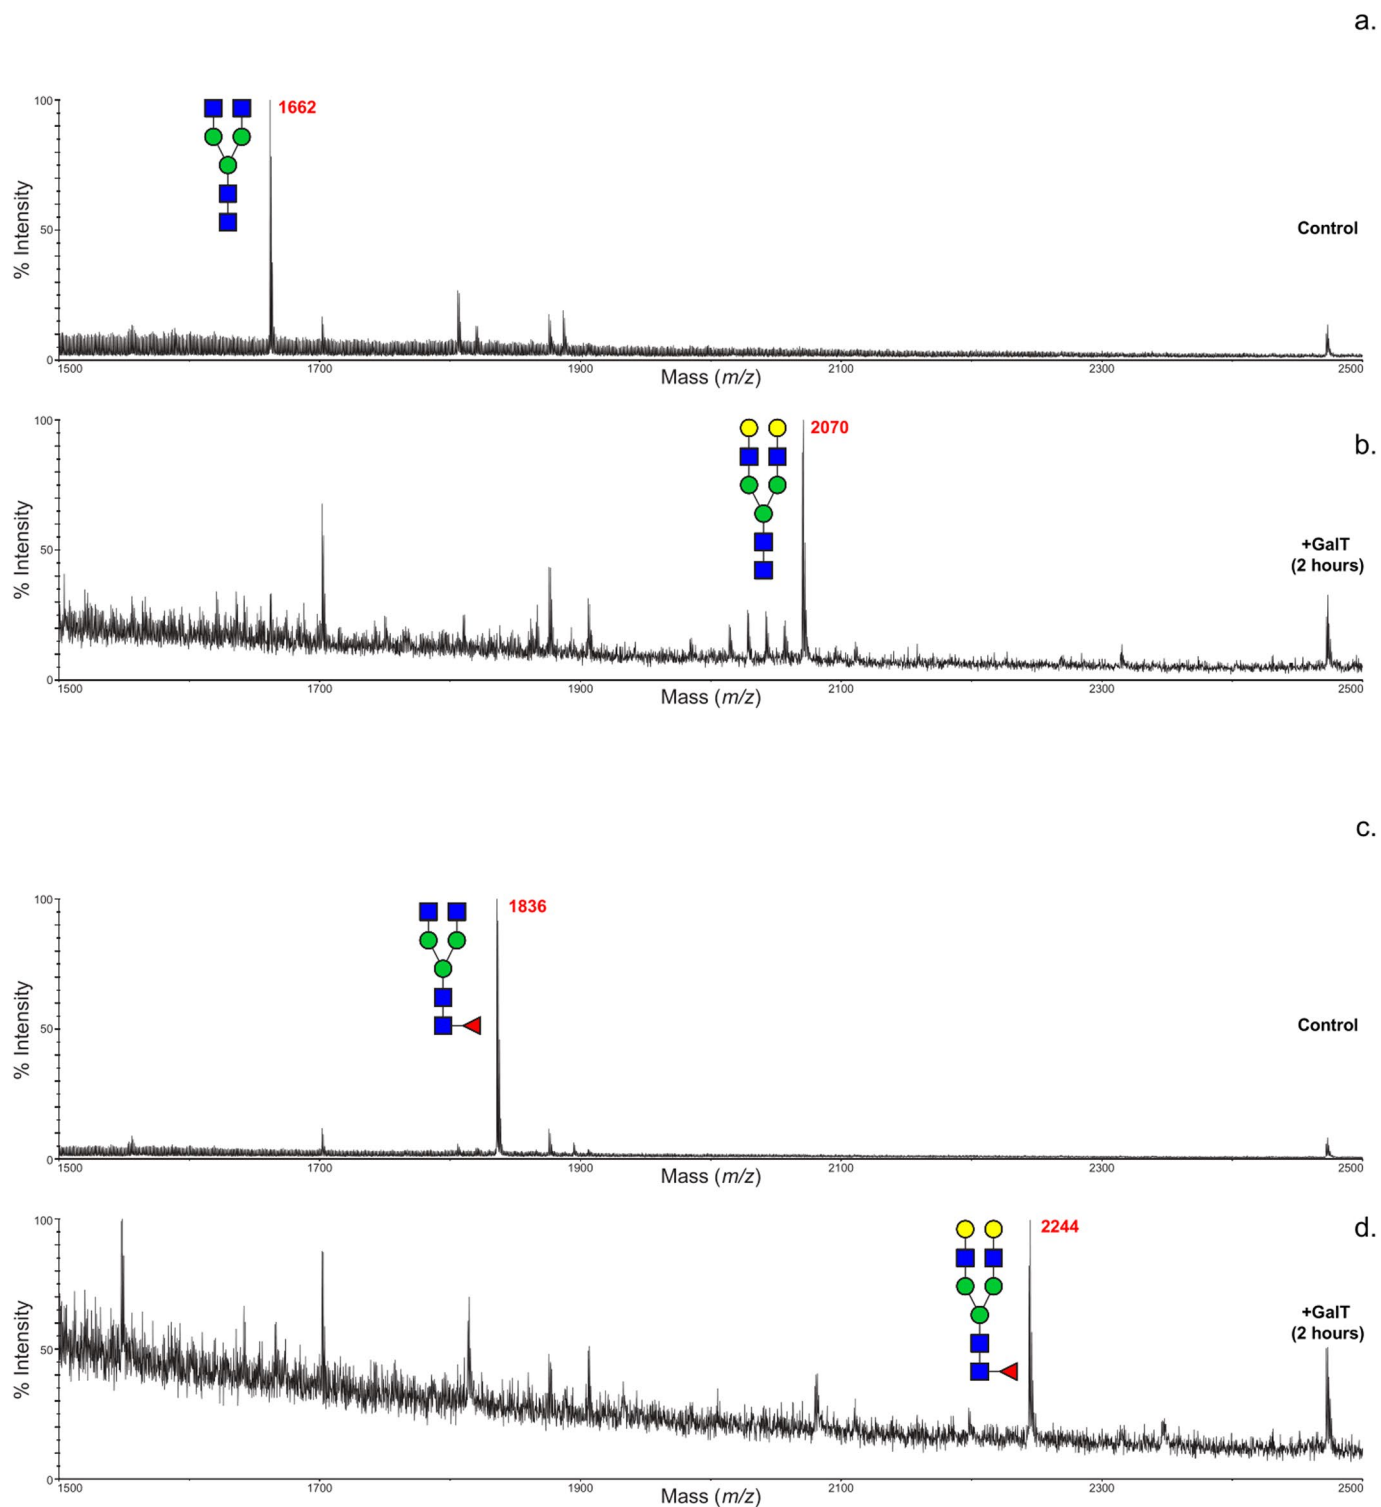 a.
100
1662
% Intensity
50
Control
0
1500
1700
1900
2100
2300
2500
Mass (m/z)
100
2070
b.
% Intensity
50
+GalT
(2 hours)
0
1500
1700
1900
2100
2300
2500
Mass (m/z)
c.
100
1836
% Intensity
50
Control
0
1500
1700
1900
2100
2300
2500
Mass (m/z)
100
2244
d.
% Intensity
50
+GalT
(2 hours)
0
1500
1700
1900
2100
2300
2500
Mass (m/z)